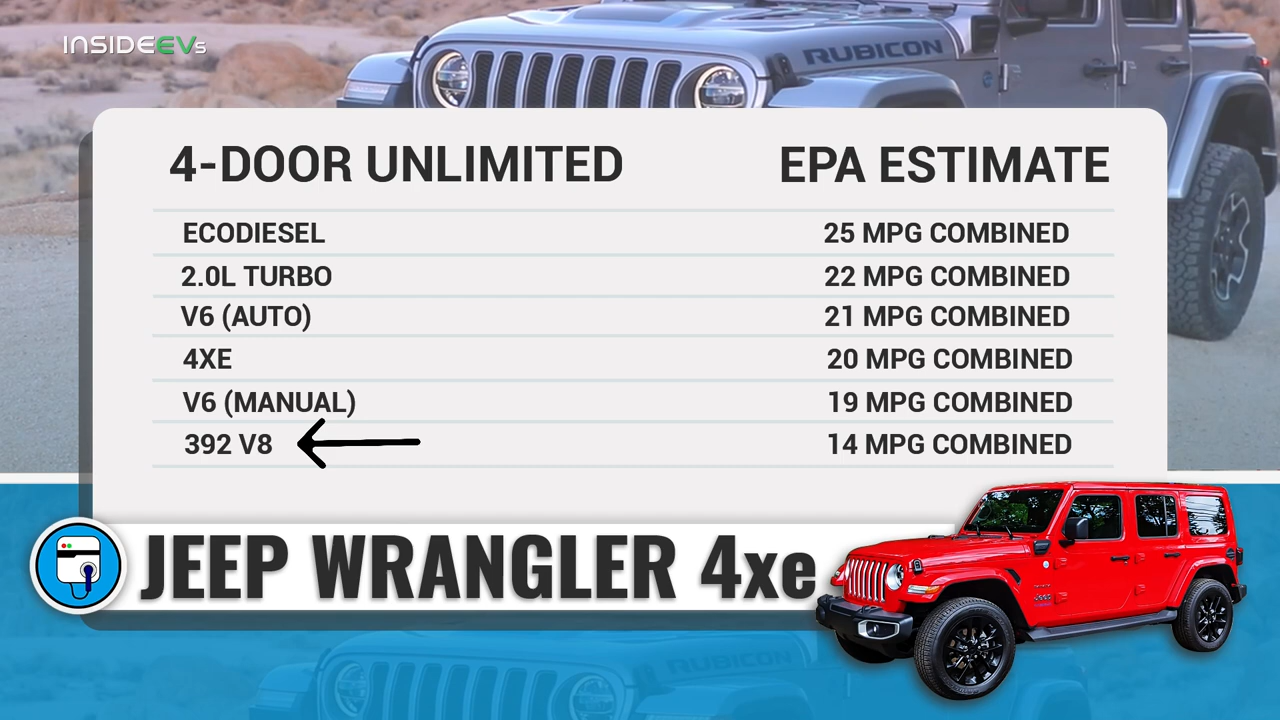 INSIDEEVs
RUBICON
4-DOOR UNLIMITED EPA ESTIMATE
ECODIESEL 25 MPG COMBINED
2.0L TURBO 22 MPG COMBINED
V6 (AUTO) 21 MPG COMBINED
4XE 20 MPG COMBINED
V6 (MANUAL) 19 MPG COMBINED
392 V8 14 MPG COMBINED
JEEP WRANGLER 4xe
RUBICON